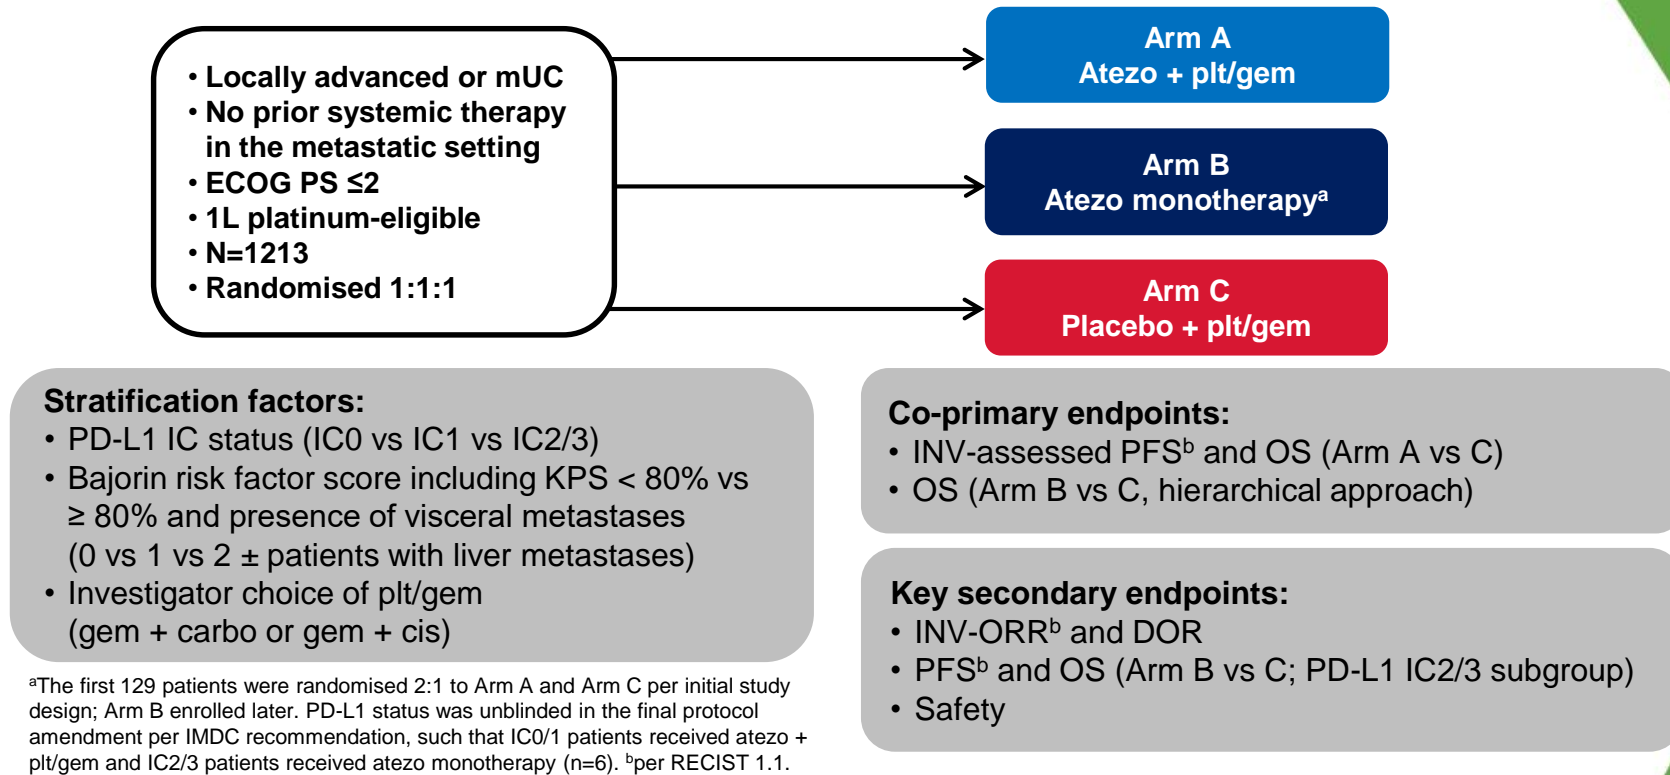 • Locally advanced or mUC
• No prior systemic therapy
in the metastatic setting
• ECOG PS ≤2
• 1L platinum-eligible
• N=1213
• Randomised 1:1:1
Arm A
Atezo + plt/gem
Arm B
Atezo monotherapyᵃ
Arm C
Placebo + plt/gem
Stratification factors:
• PD-L1 IC status (IC0 vs IC1 vs IC2/3)
• Bajorin risk factor score including KPS < 80% vs
≥ 80% and presence of visceral metastases
(0 vs 1 vs 2 ± patients with liver metastases)
• Investigator choice of plt/gem
(gem + carbo or gem + cis)
Co-primary endpoints:
• INV-assessed PFSᵇ and OS (Arm A vs C)
• OS (Arm B vs C, hierarchical approach)
Key secondary endpoints:
• INV-ORRᵇ and DOR
• PFSᵇ and OS (Arm B vs C; PD-L1 IC2/3 subgroup)
• Safety
ᵃThe first 129 patients were randomised 2:1 to Arm A and Arm C per initial study
design; Arm B enrolled later. PD-L1 status was unblinded in the final protocol
amendment per IMDC recommendation, such that IC0/1 patients received atezo +
plt/gem and IC2/3 patients received atezo monotherapy (n=6). ᵇper RECIST 1.1.